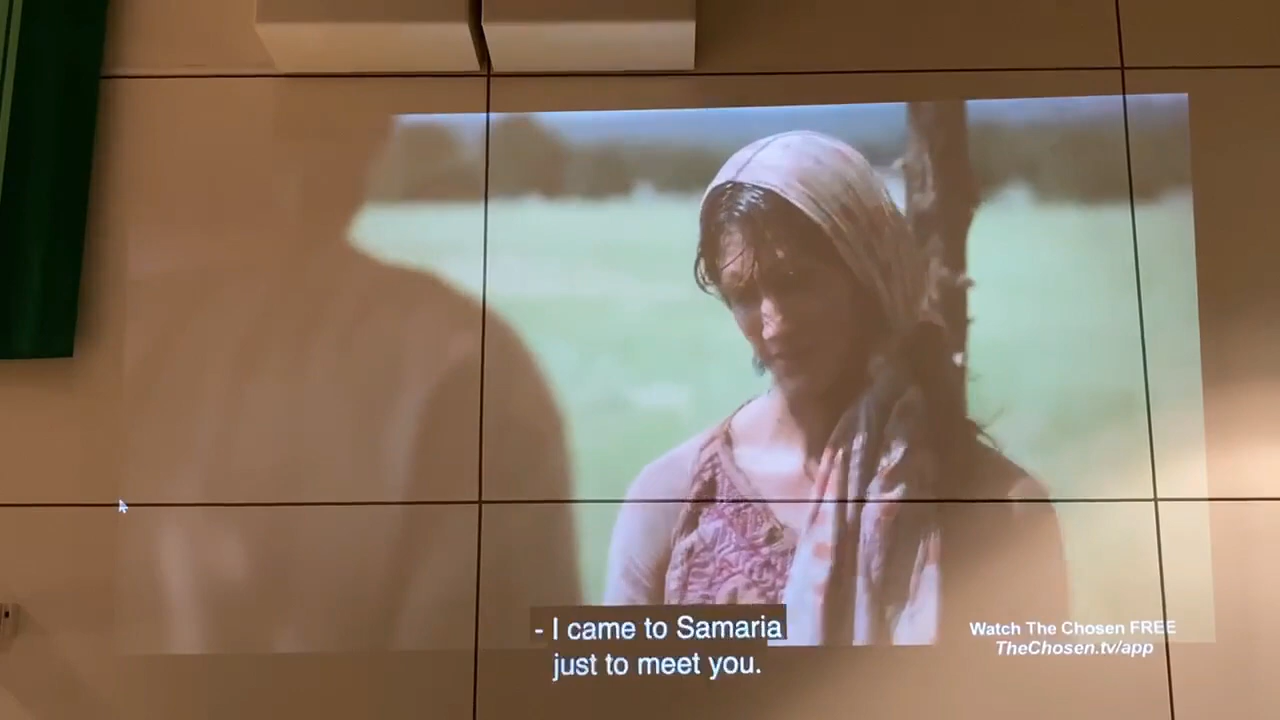 - I came to Samaria
just to meet you.
Watch The Chosen FREE
TheChosen.tv/app